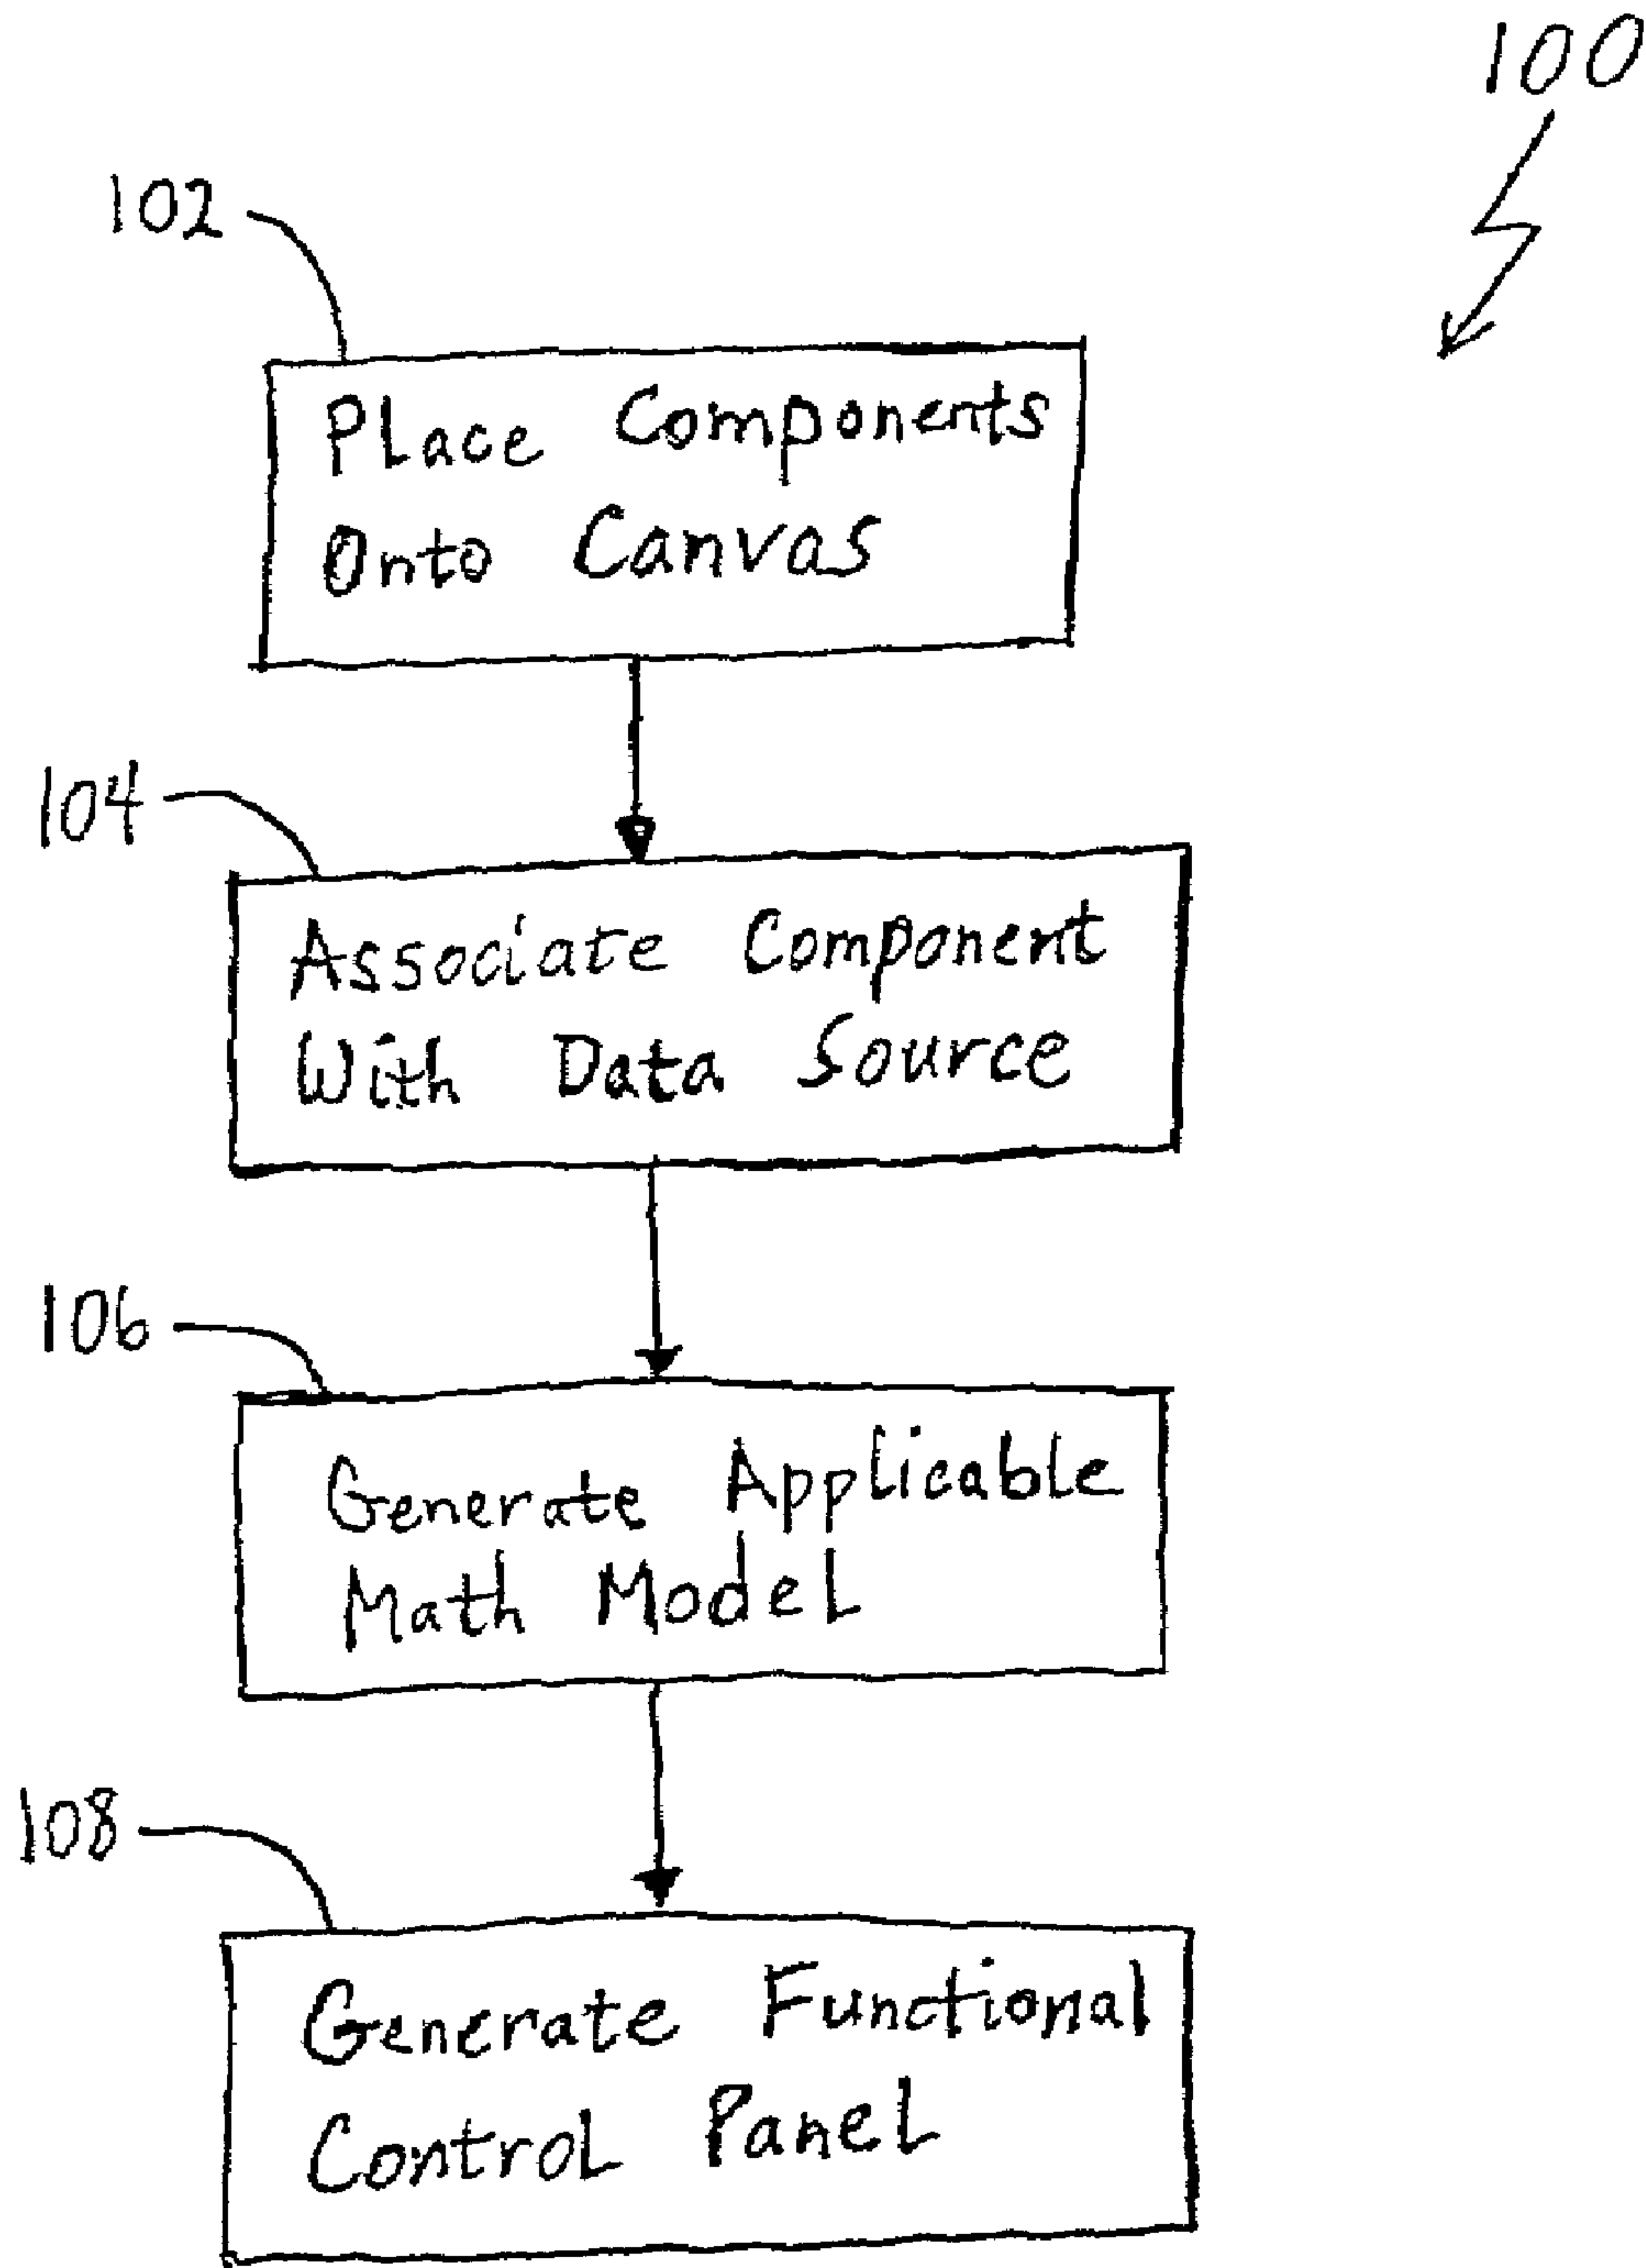 100
102
Place Components
Onto Canvas
104
Associate Component
With Data Source
106
Generate Applicable
Math Model
108
Generate Functional
Control Panel